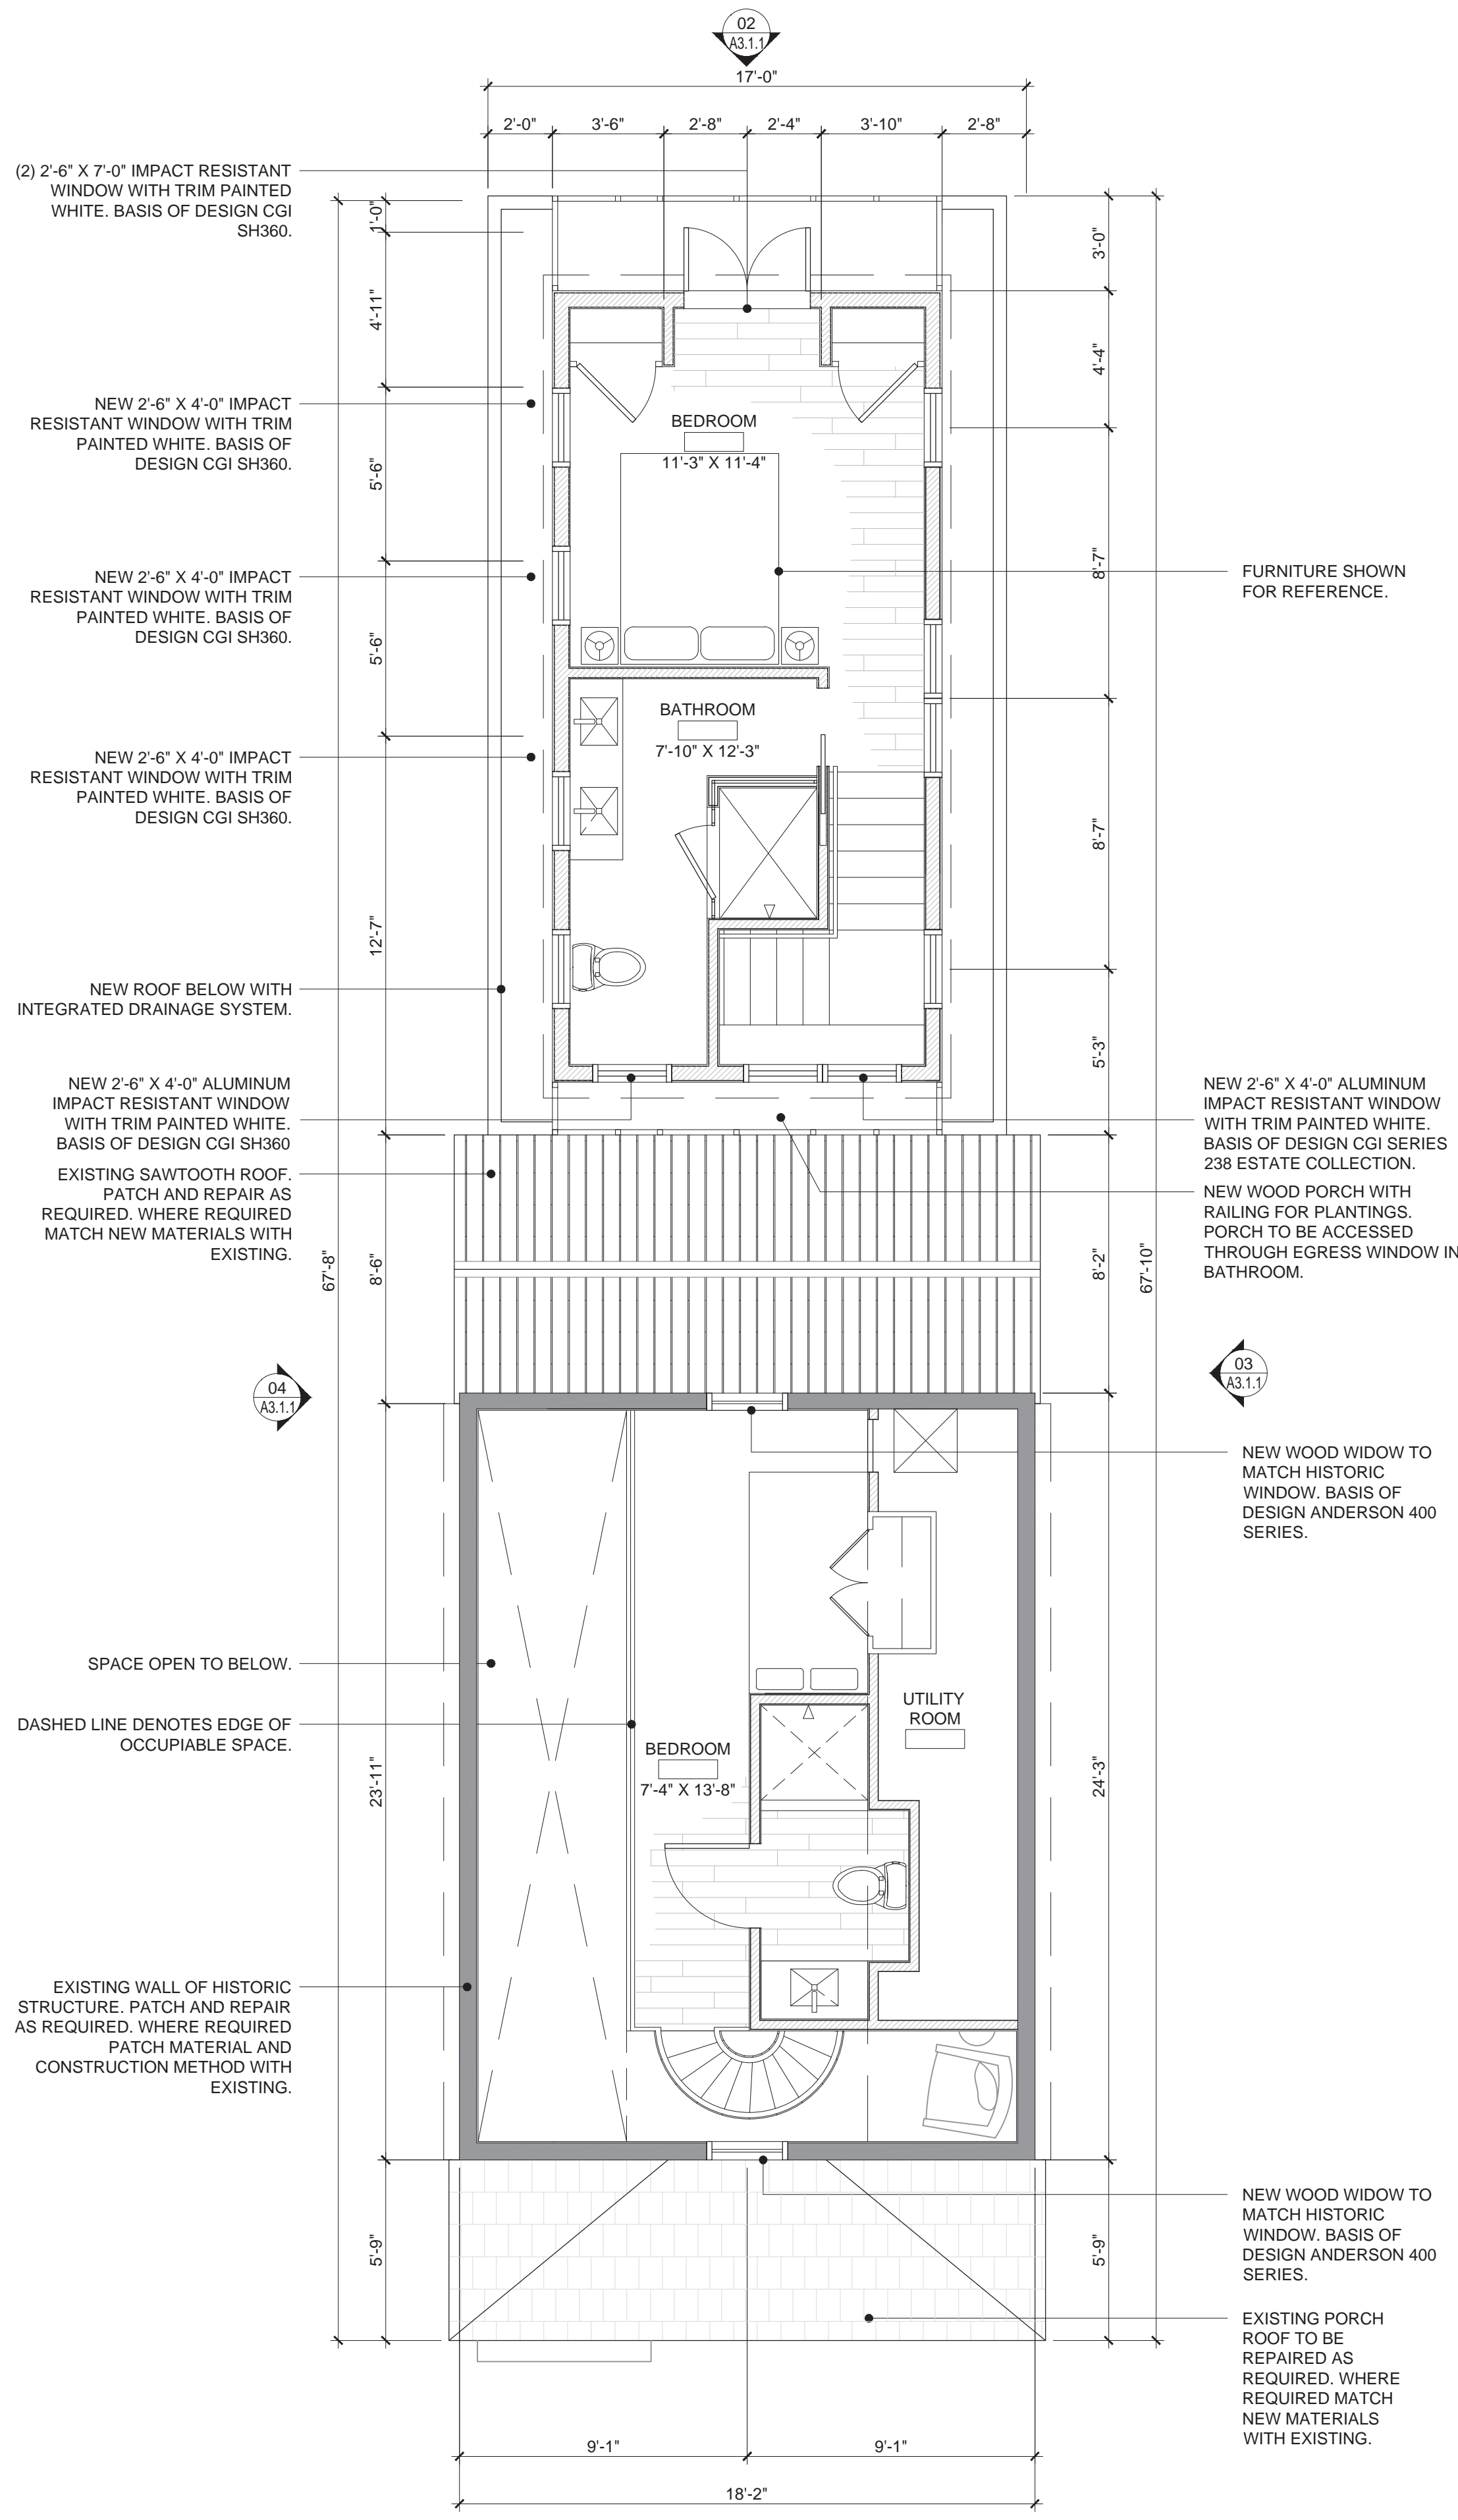 02
A3.1.1
17'-0"
2'-0"
3'-6"
2'-8"
2'-4"
3'-10"
2'-8"
(2) 2'-6" X 7'-0" IMPACT RESISTANT
WINDOW WITH TRIM PAINTED
WHITE. BASIS OF DESIGN CGI
SH360.
1'-0"
3'-0"
4'-11"
4'-4"
NEW 2'-6" X 4'-0" IMPACT
RESISTANT WINDOW WITH TRIM
PAINTED WHITE. BASIS OF
DESIGN CGI SH360.
BEDROOM
11'-3" X 11'-4"
5'-6"
8'-7"
NEW 2'-6" X 4'-0" IMPACT
RESISTANT WINDOW WITH TRIM
PAINTED WHITE. BASIS OF
DESIGN CGI SH360.
FURNITURE SHOWN
FOR REFERENCE.
5'-6"
BATHROOM
7'-10" X 12'-3"
NEW 2'-6" X 4'-0" IMPACT
RESISTANT WINDOW WITH TRIM
PAINTED WHITE. BASIS OF
DESIGN CGI SH360.
8'-7"
12'-7"
NEW ROOF BELOW WITH
INTEGRATED DRAINAGE SYSTEM.
5'-3"
NEW 2'-6" X 4'-0" ALUMINUM
IMPACT RESISTANT WINDOW
WITH TRIM PAINTED WHITE.
BASIS OF DESIGN CGI SH360
NEW 2'-6" X 4'-0" ALUMINUM
IMPACT RESISTANT WINDOW
WITH TRIM PAINTED WHITE.
BASIS OF DESIGN CGI SERIES
238 ESTATE COLLECTION.
EXISTING SAWTOOTH ROOF.
PATCH AND REPAIR AS
REQUIRED. WHERE REQUIRED
MATCH NEW MATERIALS WITH
EXISTING.
NEW WOOD PORCH WITH
RAILING FOR PLANTINGS.
PORCH TO BE ACCESSED
THROUGH EGRESS WINDOW IN
BATHROOM.
67'-8"
8'-6"
8'-2"
67'-10"
04
A3.1.1
03
A3.1.1
NEW WOOD WIDOW TO
MATCH HISTORIC
WINDOW. BASIS OF
DESIGN ANDERSON 400
SERIES.
SPACE OPEN TO BELOW.
DASHED LINE DENOTES EDGE OF
OCCUPIABLE SPACE.
UTILITY
ROOM
BEDROOM
7'-4" X 13'-8"
23'-11"
24'-3"
EXISTING WALL OF HISTORIC
STRUCTURE. PATCH AND REPAIR
AS REQUIRED. WHERE REQUIRED
PATCH MATERIAL AND
CONSTRUCTION METHOD WITH
EXISTING.
NEW WOOD WIDOW TO
MATCH HISTORIC
WINDOW. BASIS OF
DESIGN ANDERSON 400
SERIES.
5'-9"
5'-9"
EXISTING PORCH
ROOF TO BE
REPAIRED AS
REQUIRED. WHERE
REQUIRED MATCH
NEW MATERIALS
WITH EXISTING.
9'-1"
9'-1"
18'-2"